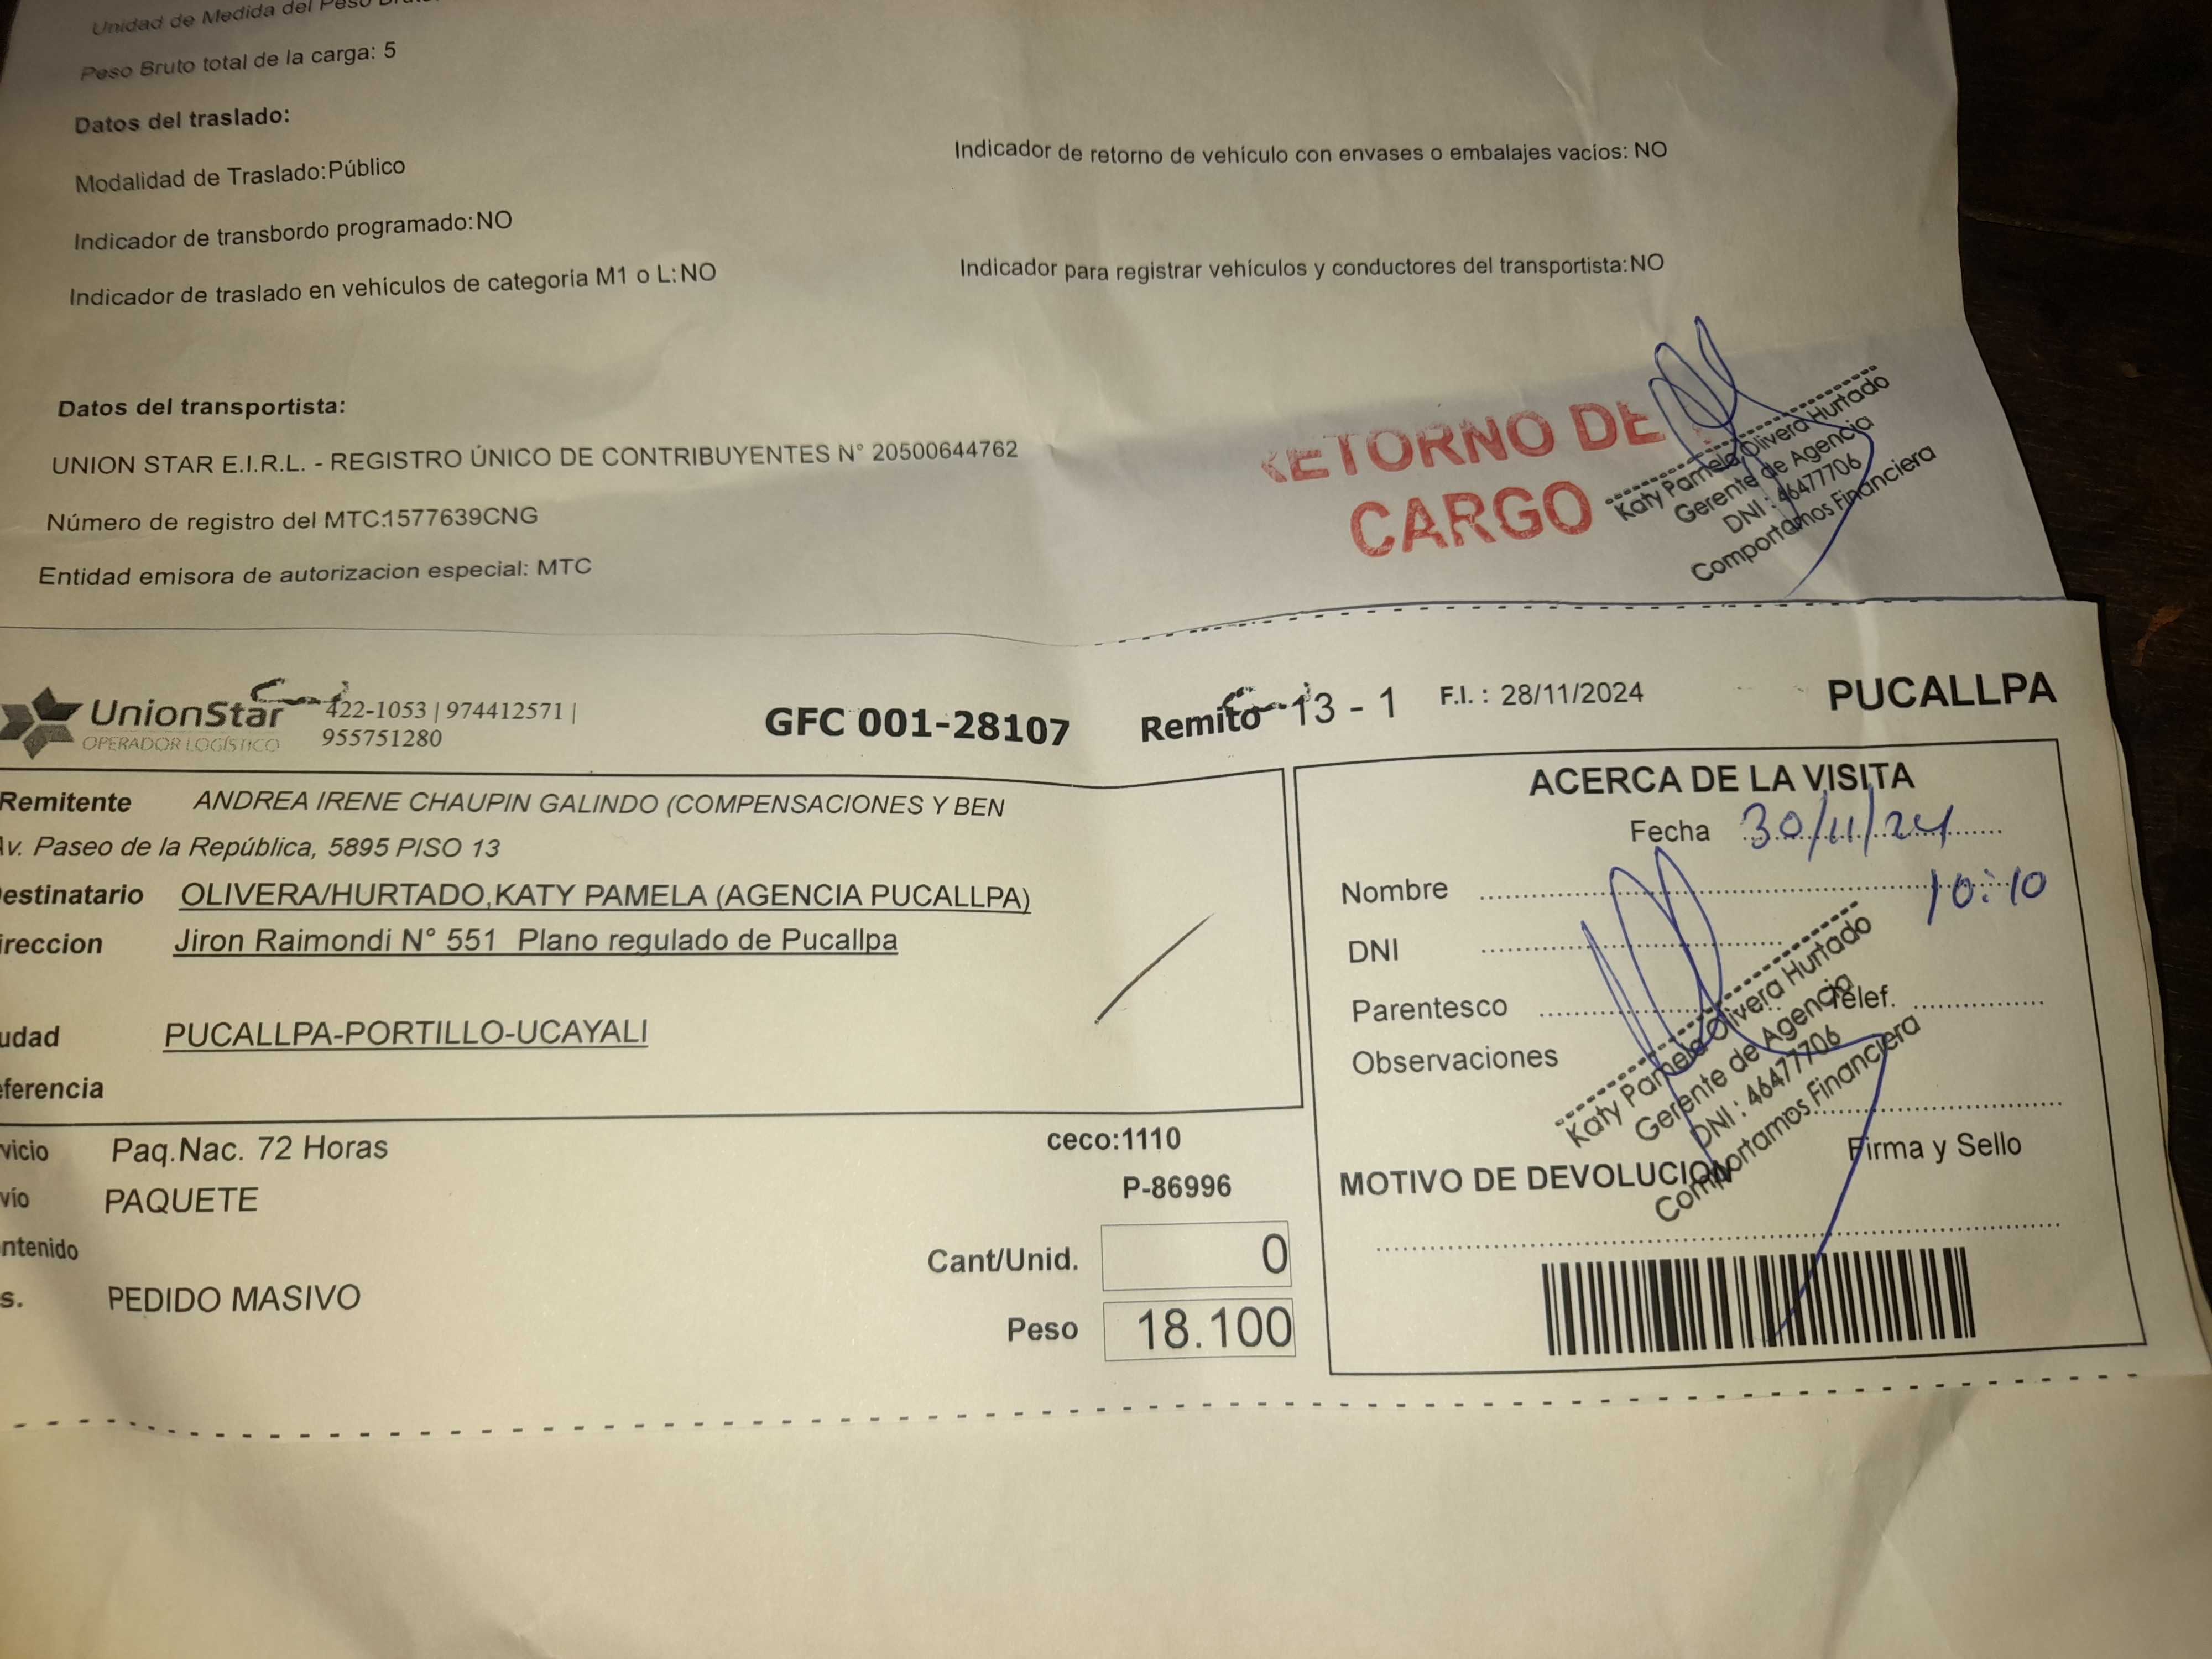 Unidad de Medida del Peso
Peso Bruto total de la carga: 5
Datos del traslado:
Modalidad de Traslado:Público
Indicador de retorno de vehículo con envases o embalajes vacíos: NO
Indicador de transbordo programado:NO
Indicador de traslado en vehículos de categoria M1 o L:NO
Indicador para registrar vehículos y conductores del transportista:NO
Datos del transportista:
UNION STAR E.I.R.L. - REGISTRO ÚNICO DE CONTRIBUYENTES N° 20500644762
Número de registro del MTC:1577639CNG
Entidad emisora de autorizacion especial: MTC
RETORNO DE
CARGO
Katy Pamela Olivera Hurtado
Gerente de Agencia
DNI : 46477706
Compartamos Financiera
UnionStar
OPERADOR LOGÍSTICO
422-1053 | 974412571 |
955751280
GFC 001-28107
Remito 13 - 1
F.I. : 28/11/2024
PUCALLPA
Remitente ANDREA IRENE CHAUPIN GALINDO (COMPENSACIONES Y BEN
Av. Paseo de la República, 5895 PISO 13
estinatario OLIVERA/HURTADO,KATY PAMELA (AGENCIA PUCALLPA)
ireccion Jiron Raimondi N° 551 Plano regulado de Pucallpa
udad PUCALLPA-PORTILLO-UCAYALI
eferencia
vicio Paq.Nac. 72 Horas
vío PAQUETE
ntenido
s. PEDIDO MASIVO
ceco:1110
P-86996
Cant/Unid. 0
Peso 18.100
ACERCA DE LA VISITA
Fecha 30/11/24
Nombre 10:10
DNI
Parentesco Telef.
Observaciones
Katy Pamela Olivera Hurtado
Gerente de Agencia
DNI : 46477706
Compartamos Financiera
Firma y Sello
MOTIVO DE DEVOLUCION